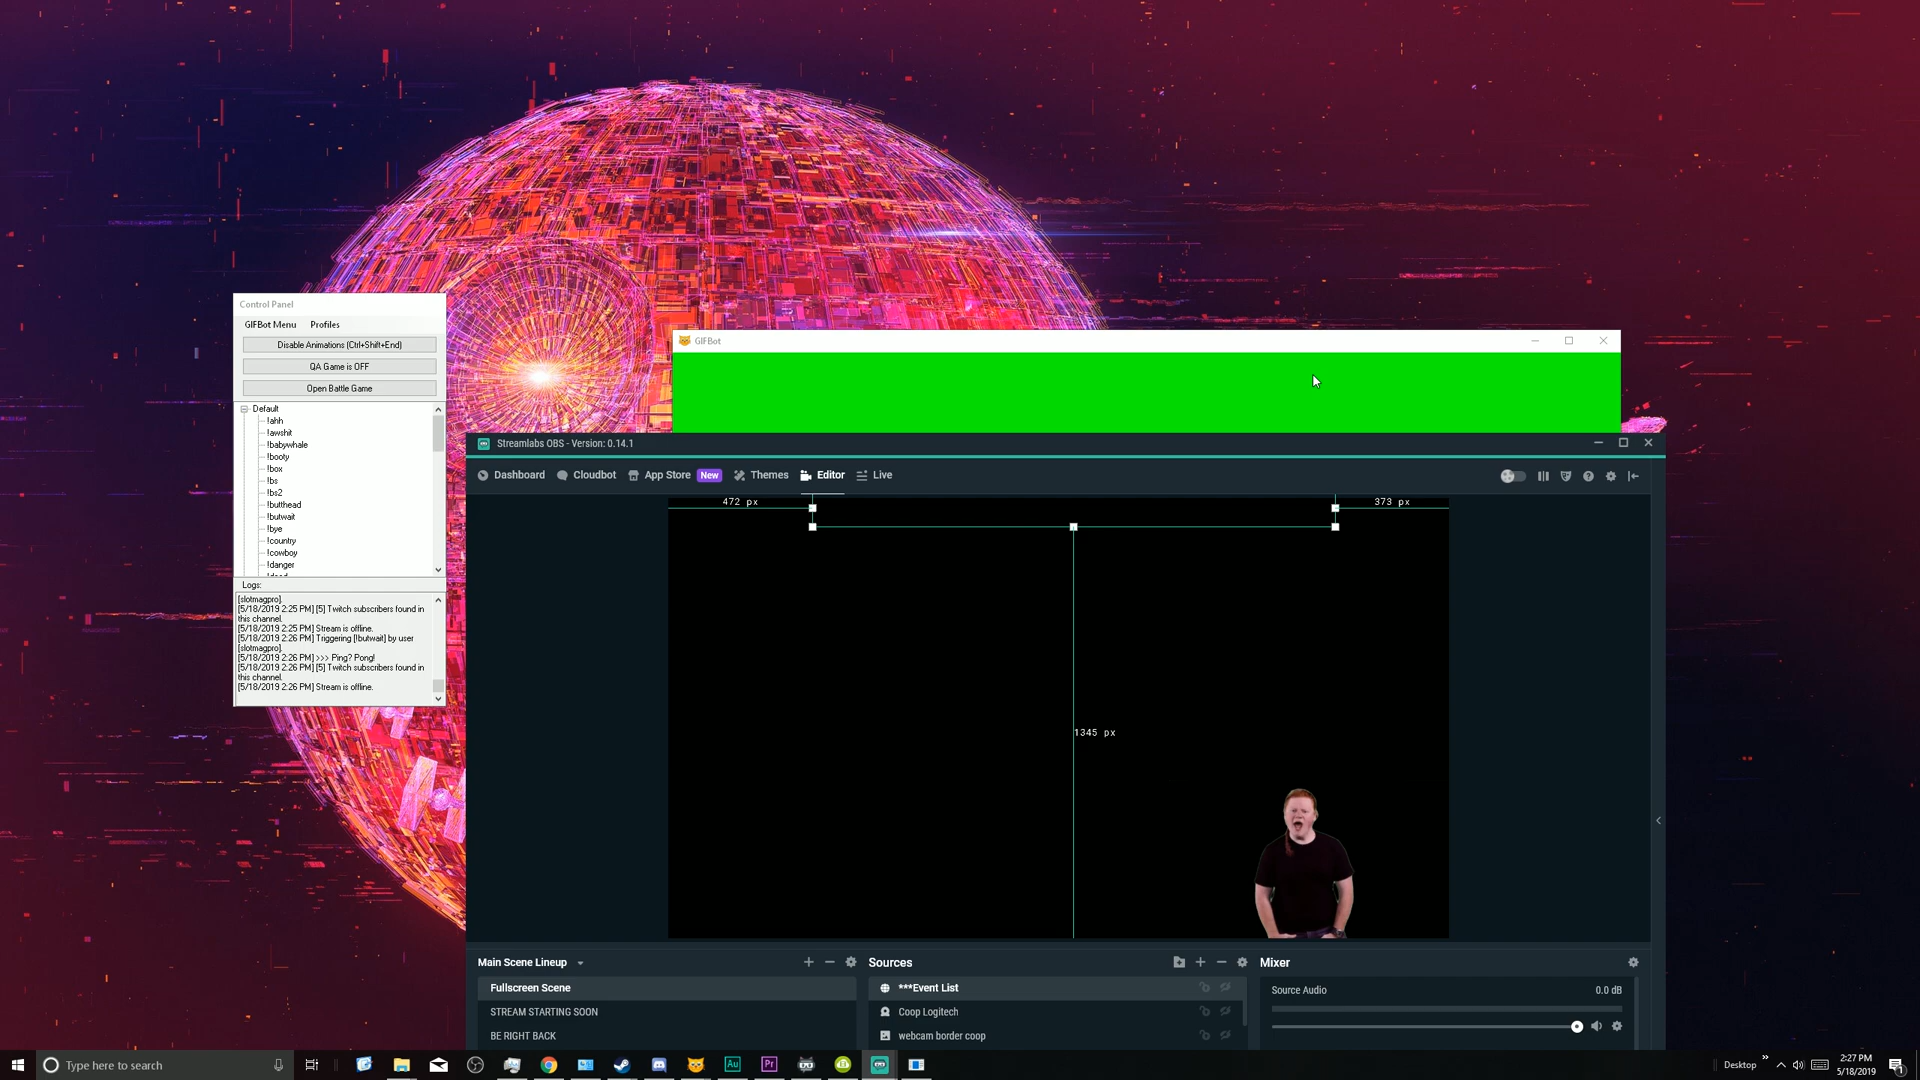 Control Panel
GIFBot Menu Profiles
Disable Animations (Ctrl+Shift+End)
QA Game is OFF
Open Battle Game
Default
!ahh
!awshit
!babywhale
!booty
!box
!bs
!bs2
!butthead
!butwait
!bye
!country
!cowboy
!danger
Logs:
[slotmagpro].
[5/18/2019 2:25 PM] [5] Twitch subscribers found in
this channel.
[5/18/2019 2:25 PM] Stream is offline.
[5/18/2019 2:26 PM] Triggering [!butwait] by user
[slotmagpro].
[5/18/2019 2:26 PM] >>> Ping? Pong!
[5/18/2019 2:26 PM] [5] Twitch subscribers found in
this channel.
[5/18/2019 2:26 PM] Stream is offline.
GIFBot
Streamlabs OBS - Version: 0.14.1
Dashboard Cloudbot App Store New Themes Editor Live
472 px 373 px
1345 px
Main Scene Lineup
Fullscreen Scene
STREAM STARTING SOON
BE RIGHT BACK
Sources
***Event List
Coop Logitech
webcam border coop
Mixer
Source Audio 0.0 dB
Type here to search
Au
Pr
Desktop
2:27 PM
5/18/2019
1